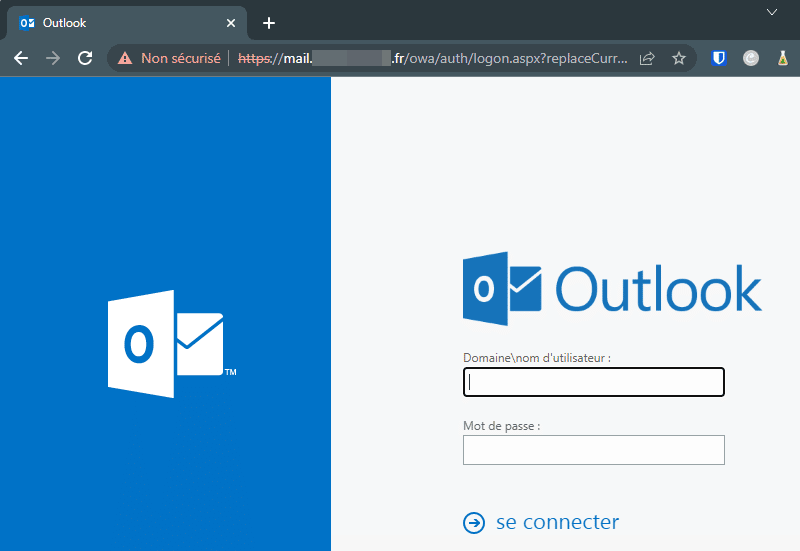 Outlook
Non sécurisé
https://mail.
.fr/owa/auth/logon.aspx?replaceCurr...
O
TM
O
Outlook
Domaine\nom d'utilisateur :
Mot de passe :
se connecter